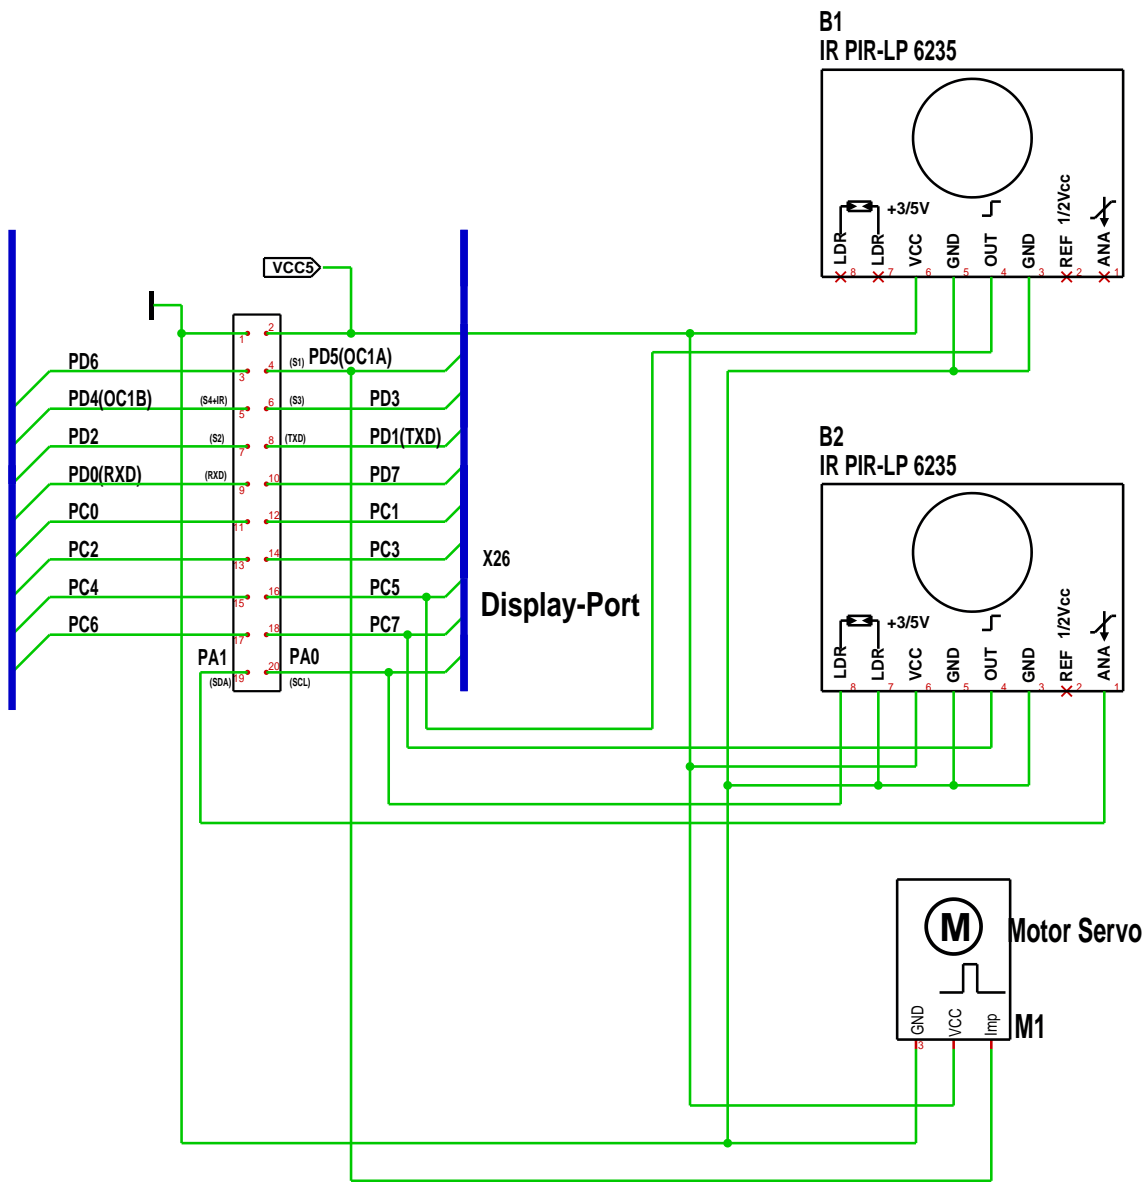 B1
IR PIR-LP 6235
+3/5V
LDR
LDR
VCC
GND
OUT
GND
REF 1/2Vcc
ANA
8
7
6
5
4
3
2
1
VCC5
1
2
PD6
3
4
(S1)
PD5(OC1A)
PD4(OC1B)
(S4+IR)
5
6
(S3)
PD3
PD2
(S2)
7
8
(TXD)
PD1(TXD)
PD0(RXD)
(RXD)
9
10
PD7
PC0
11
12
PC1
PC2
13
14
PC3
PC4
15
16
PC5
PC6
17
18
PC7
PA1
(SDA)
19
20
PA0
(SCL)
X26
Display-Port
B2
IR PIR-LP 6235
+3/5V
LDR
LDR
VCC
GND
OUT
GND
REF 1/2Vcc
ANA
8
7
6
5
4
3
2
1
M
Motor Servo
GND
VCC
Imp
M1
3